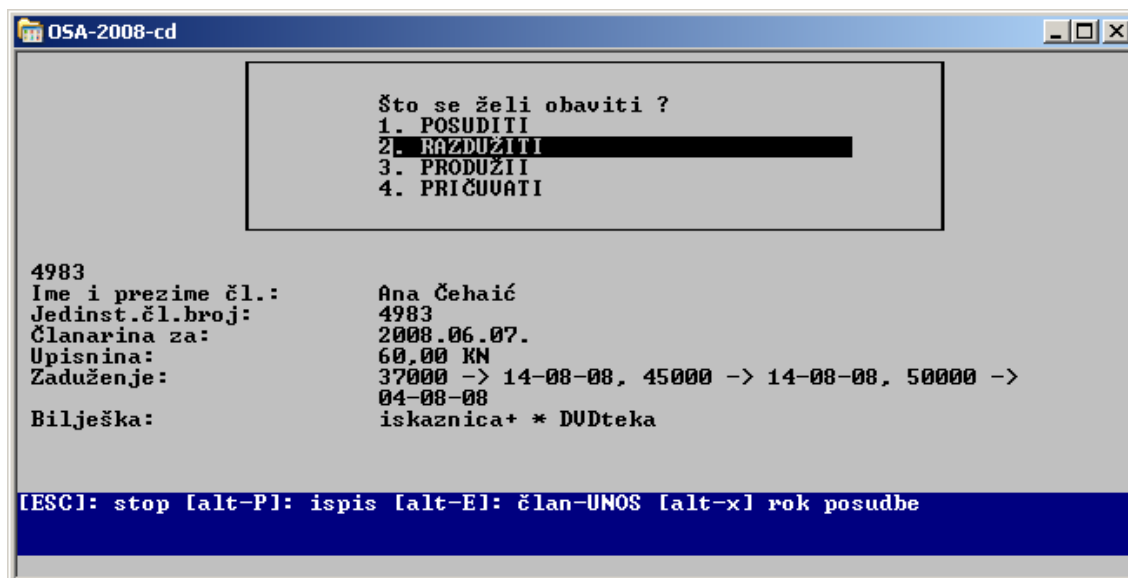 OSA-2008-cd
Što se želi obaviti ?
1. POSUDITI
2. RAZDUŽITI
3. PRODUŽII
4. PRIČUVATI
4983
Ime i prezime čl.: Ana Čehaić
Jedinst.čl.broj: 4983
Članarina za: 2008.06.07.
Upisnina: 60,00 KN
Zaduženje: 37000 -> 14-08-08, 45000 -> 14-08-08, 50000 ->
04-08-08
Bilješka: iskaznica+ * DVDteka
[ESC]: stop [alt-P]: ispis [alt-E]: član-UNOS [alt-x] rok posudbe